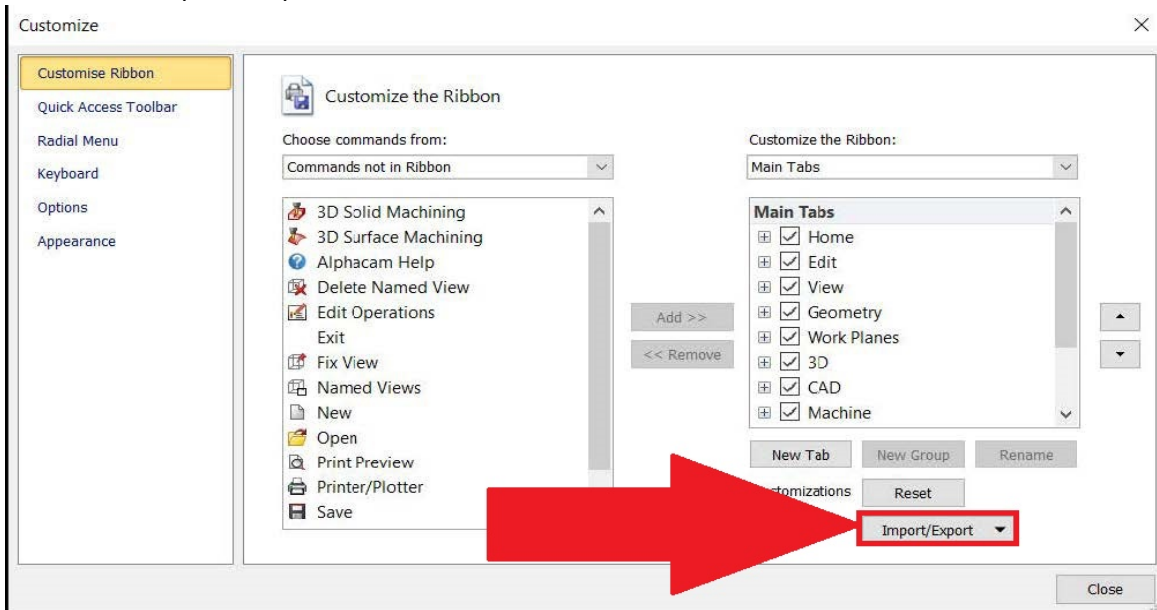 Customize
Customise Ribbon
Quick Access Toolbar
Radial Menu
Keyboard
Options
Appearance
Customize the Ribbon
Choose commands from:
Commands not in Ribbon
3D Solid Machining
3D Surface Machining
Alphacam Help
Delete Named View
Edit Operations
Exit
Fix View
Named Views
New
Open
Print Preview
Printer/Plotter
Save
Add >>
<< Remove
Customize the Ribbon:
Main Tabs
Main Tabs
Home
Edit
View
Geometry
Work Planes
3D
CAD
Machine
New Tab
New Group
Rename
stomizations
Reset
Import/Export
Close